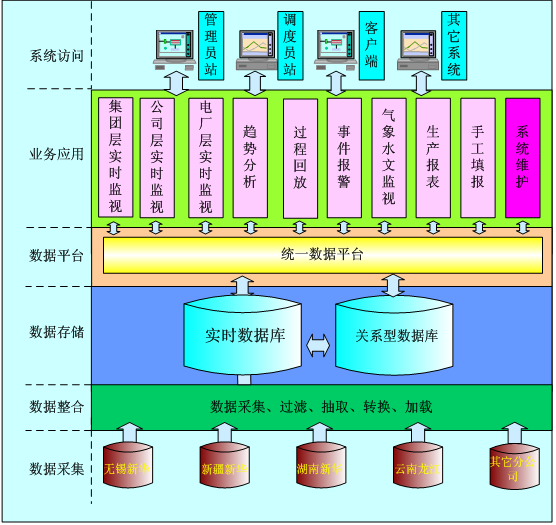 系统访问
管理员站
调度员站
客户端
其它系统
业务应用
集团层实时监视
公司层实时监视
电厂层实时监视
趋势分析
过程回放
事件报警
气象水文监视
生产报表
手工填报
系统维护
数据平台
统一数据平台
数据存储
实时数据库
关系型数据库
数据整合
数据采集、过滤、抽取、转换、加载
数据采集
无锡新
新疆新
湖南新
云南龙
其它分公
司